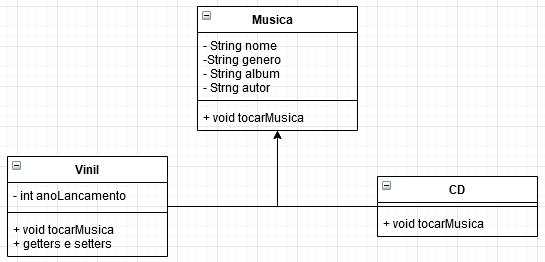 Musica
- String nome
-String genero
- String album
- Strng autor
+ void tocarMusica
Vinil
- int anoLancamento
+ void tocarMusica
+ getters e setters
CD
+ void tocarMusica